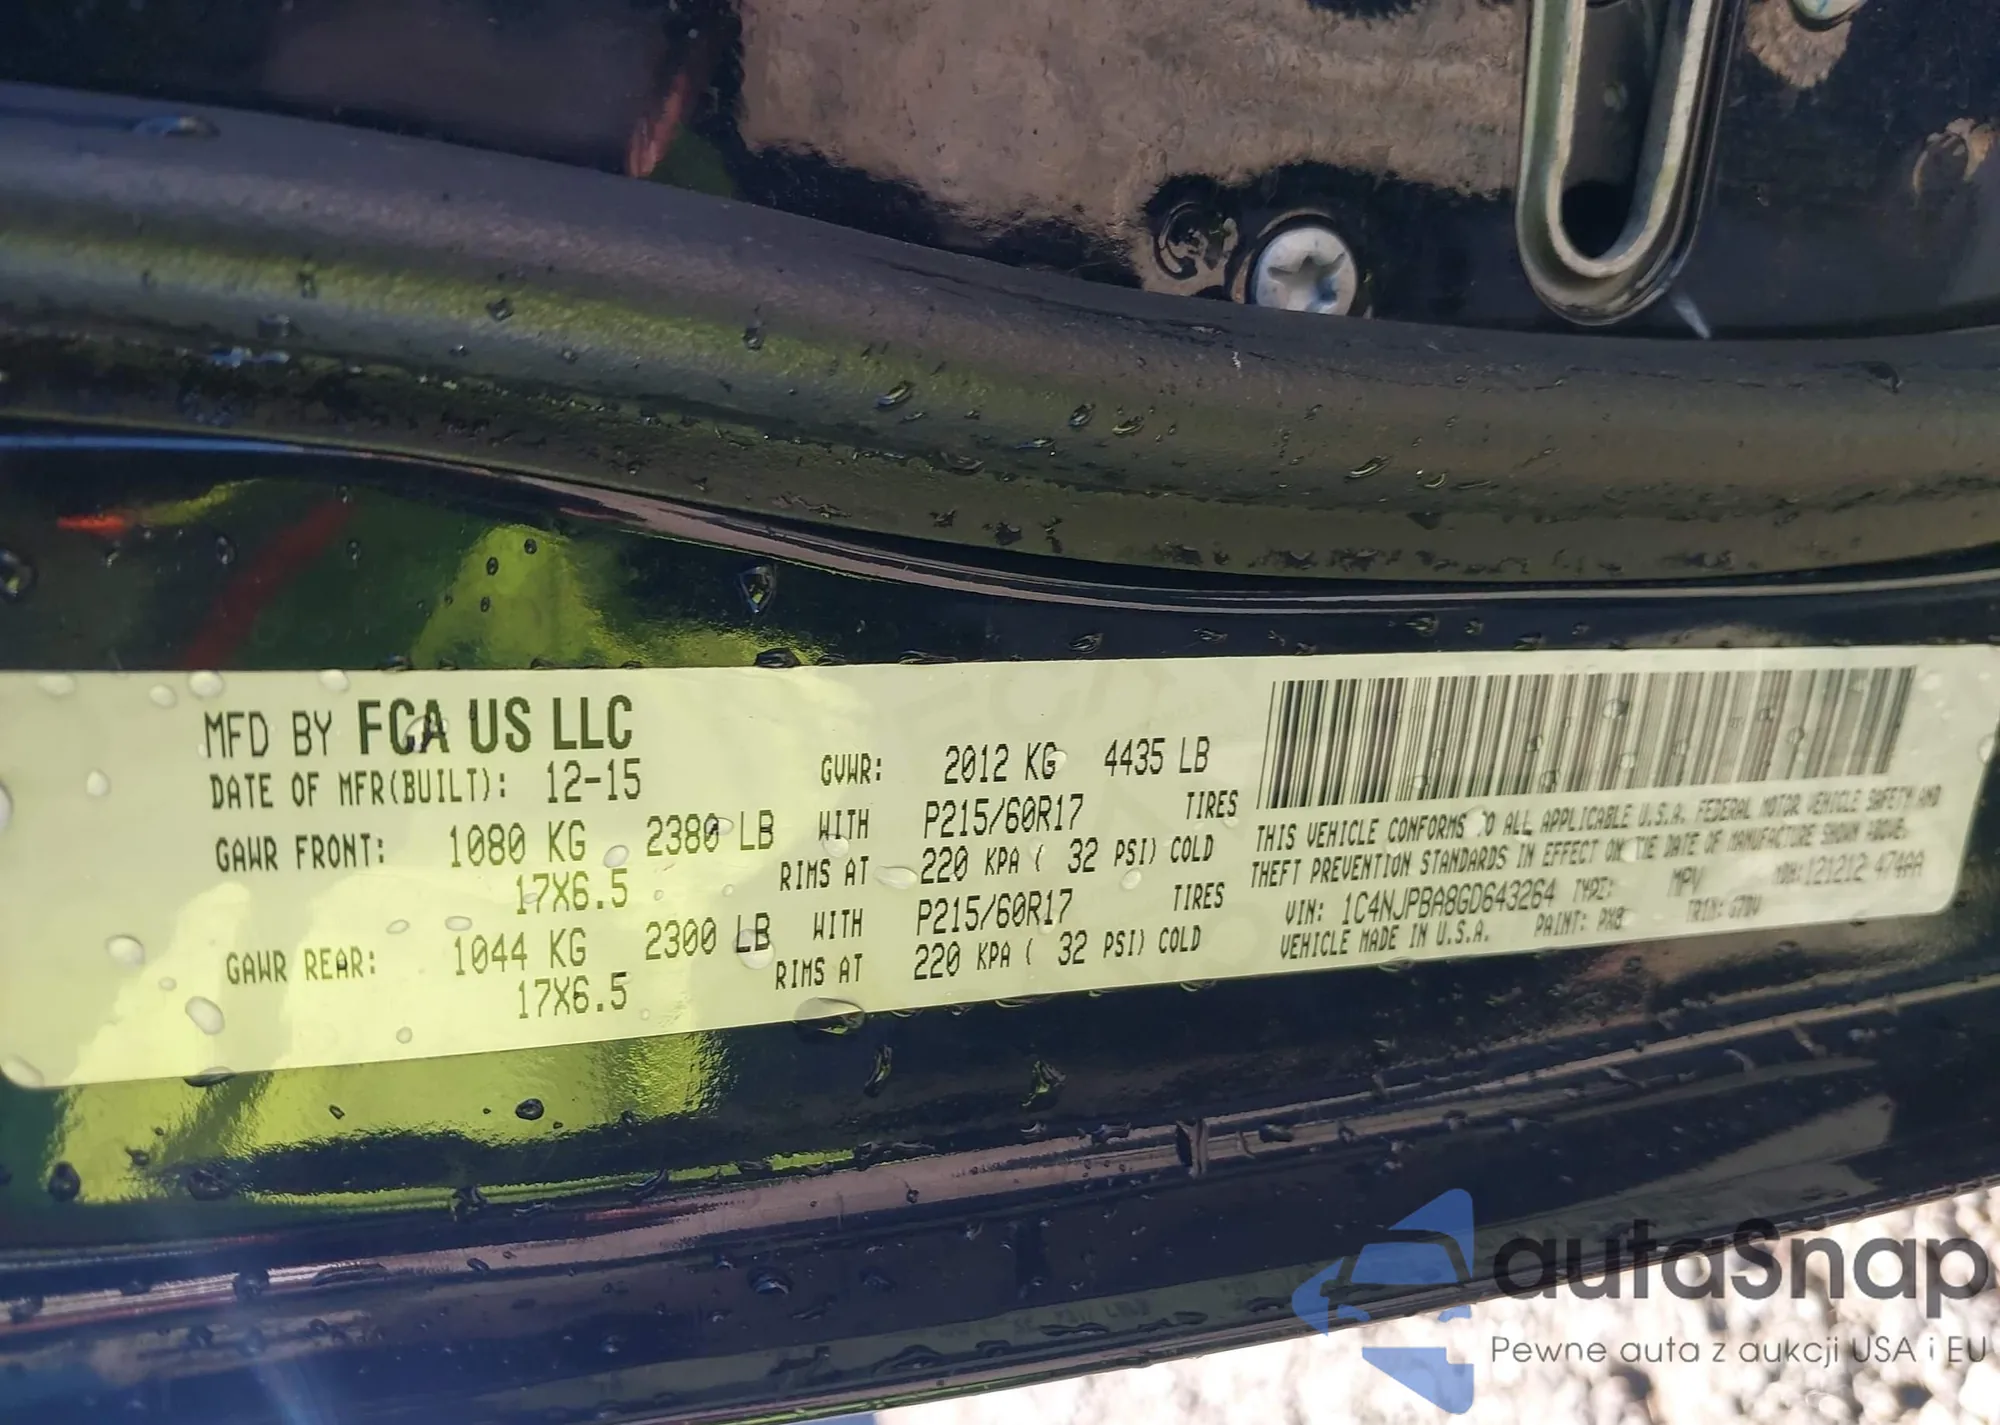 MFD BY FCA US LLC
DATE OF MFR(BUILT): 12-15
GVWR: 2012 KG 4435 LB
GAWR FRONT: 1080 KG 2380 LB WITH P215/60R17 TIRES
17X6.5 RIMS AT 220 KPA ( 32 PSI) COLD
GAWR REAR: 1044 KG 2300 LB WITH P215/60R17 TIRES
17X6.5 RIMS AT 220 KPA ( 32 PSI) COLD
THIS VEHICLE CONFORMS TO ALL APPLICABLE U.S.A. FEDERAL MOTOR VEHICLE SAFETY AND
THEFT PREVENTION STANDARDS IN EFFECT ON THE DATE OF MANUFACTURE SHOWN ABOVE.
VIN: 1C4NJPBA8GD643264 TYPE: MPV MDH:121212 474AA
VEHICLE MADE IN U.S.A. PAINT: PX8 TRIM:
autaSnap
Pewne auta z aukcji USA i EU